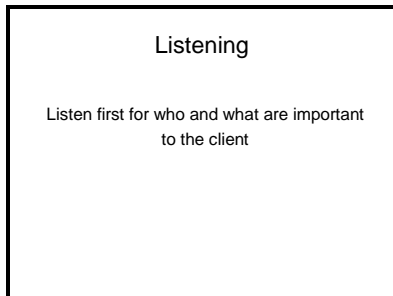 Listening
Listen first for who and what are important
to the client